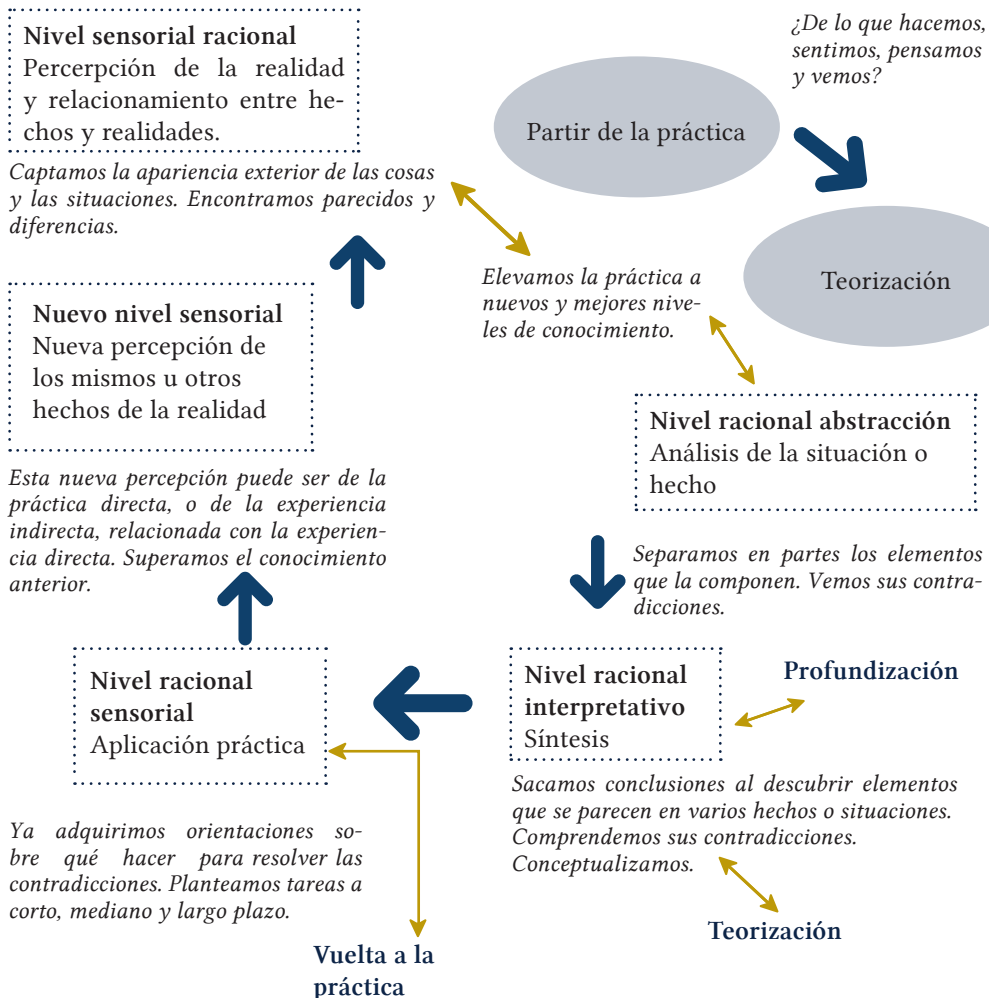 Nivel sensorial racional
Percerpción de la realidad
y relacionamiento entre he-
chos y realidades.
Captamos la apariencia exterior de las cosas
y las situaciones. Encontramos parecidos y
diferencias.
¿De lo que hacemos,
sentimos, pensamos
y vemos?
Partir de la práctica
Teorización
Elevamos la práctica a
nuevos y mejores nive-
les de conocimiento.
Nuevo nivel sensorial
Nueva percepción de
los mismos u otros
hechos de la realidad
Nivel racional abstracción
Análisis de la situación o
hecho
Esta nueva percepción puede ser de la
práctica directa, o de la experiencia
indirecta, relacionada con la experien-
cia directa. Superamos el conocimiento
anterior.
Separamos en partes los elementos
que la componen. Vemos sus contra-
dicciones.
Nivel racional
sensorial
Aplicación práctica
Nivel racional
interpretativo
Síntesis
Profundización
Sacamos conclusiones al descubrir elementos
que se parecen en varios hechos o situaciones.
Comprendemos sus contradicciones.
Conceptualizamos.
Ya adquirimos orientaciones so-
bre qué hacer para resolver las
contradicciones. Planteamos tareas a
corto, mediano y largo plazo.
Teorización
Vuelta a la
práctica